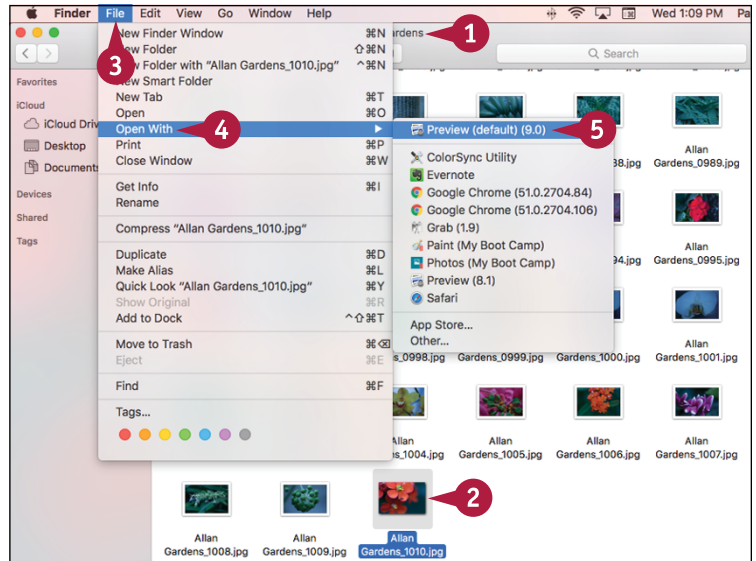 Finder File Edit View Go Window Help Wed 1:09 PM Pa
New Finder Window ⌘N
rdens
1
3
New Folder ⇧⌘N
New Folder with “Allan Gardens_1010.jpg” ^⌘N
Search
New Smart Folder
New Tab ⌘T
Open ⌘O
Open With ▶
4
Print ⌘P
Close Window ⌘W
Get Info ⌘I
Rename
Compress “Allan Gardens_1010.jpg”
Duplicate ⌘D
Make Alias ⌘L
Quick Look “Allan Gardens_1010.jpg” ⌘Y
Show Original ⌘R
Add to Dock ^⇧⌘T
Move to Trash ⌘⌫
Eject ⌘E
Find ⌘F
Tags...
Favorites
iCloud
iCloud Driv
Desktop
Documents
Devices
Shared
Tags
Preview (default) (9.0)
5
ColorSync Utility
Evernote
Google Chrome (51.0.2704.84)
Google Chrome (51.0.2704.106)
Grab (1.9)
Paint (My Boot Camp)
Photos (My Boot Camp)
Preview (8.1)
Safari
App Store...
Other...
88.jpg
Allan
Gardens_0989.jpg
94.jpg
Allan
Gardens_0995.jpg
s_0998.jpg
Gardens_0999.jpg
Gardens_1000.jpg
Allan
Gardens_1001.jpg
Allan
s_1004.jpg
Allan
Gardens_1005.jpg
Allan
Gardens_1006.jpg
Allan
Gardens_1007.jpg
2
Allan
Gardens_1008.jpg
Allan
Gardens_1009.jpg
Allan
Gardens_1010.jpg